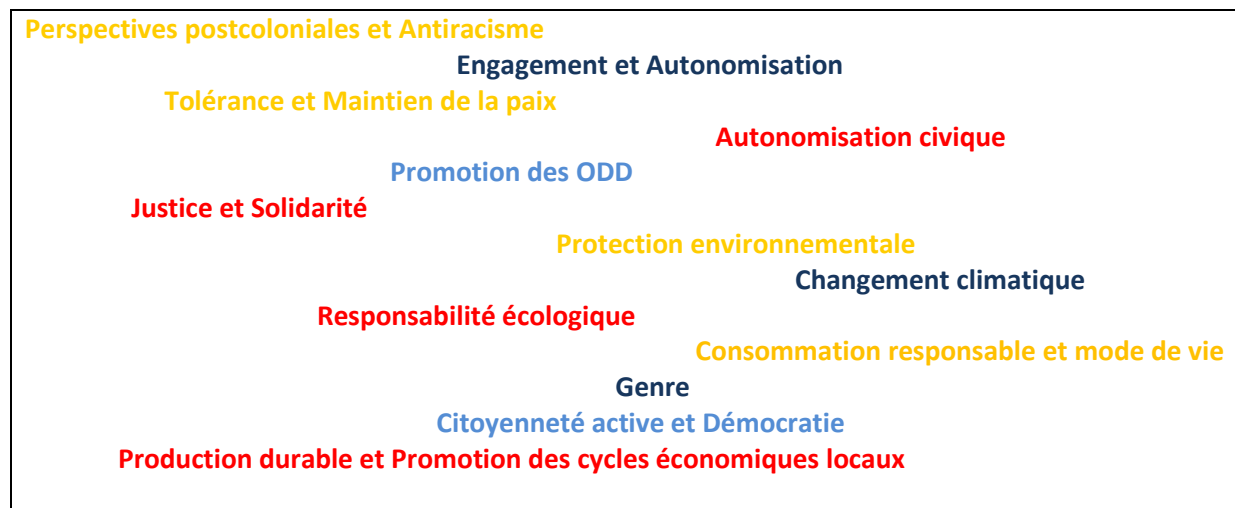 Perspectives postcoloniales et Antiracisme
Engagement et Autonomisation
Tolérance et Maintien de la paix
Autonomisation civique
Promotion des ODD
Justice et Solidarité
Protection environnementale
Changement climatique
Responsabilité écologique
Consommation responsable et mode de vie
Genre
Citoyenneté active et Démocratie
Production durable et Promotion des cycles économiques locaux